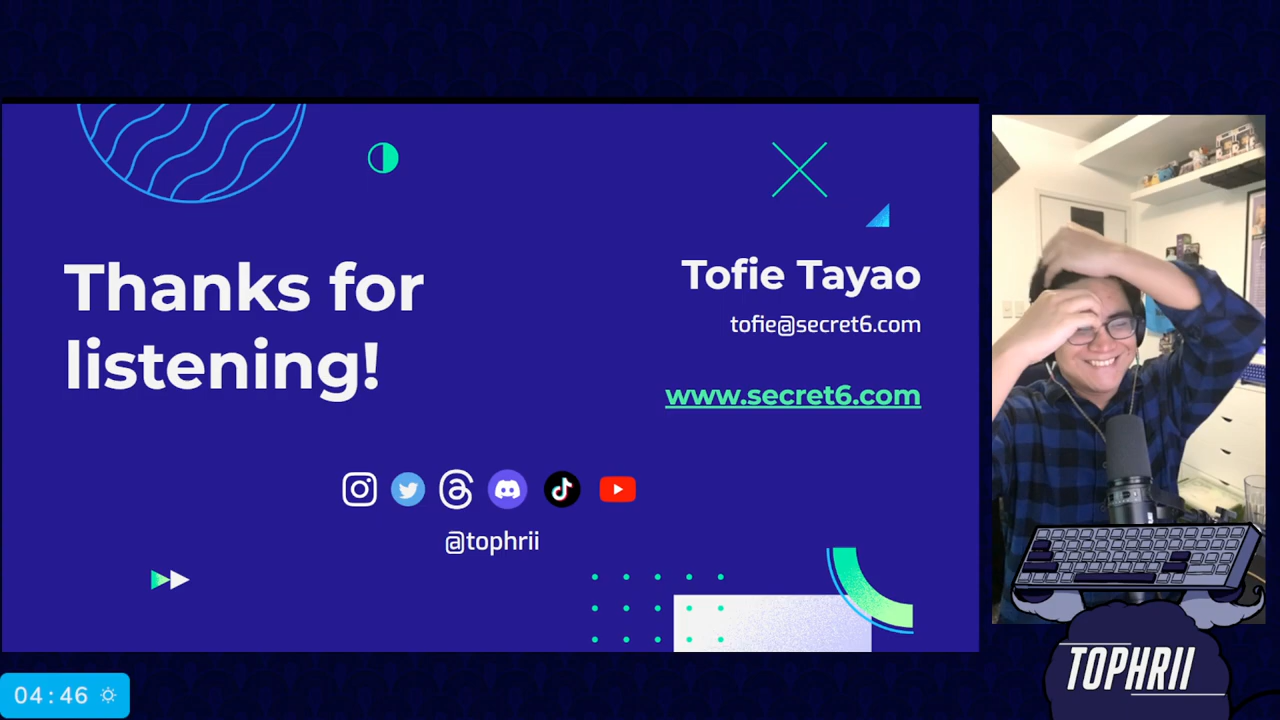 Thanks for
listening!
Tofie Tayao
tofie@secret6.com
www.secret6.com
@tophrii
04:46
TOPHRII